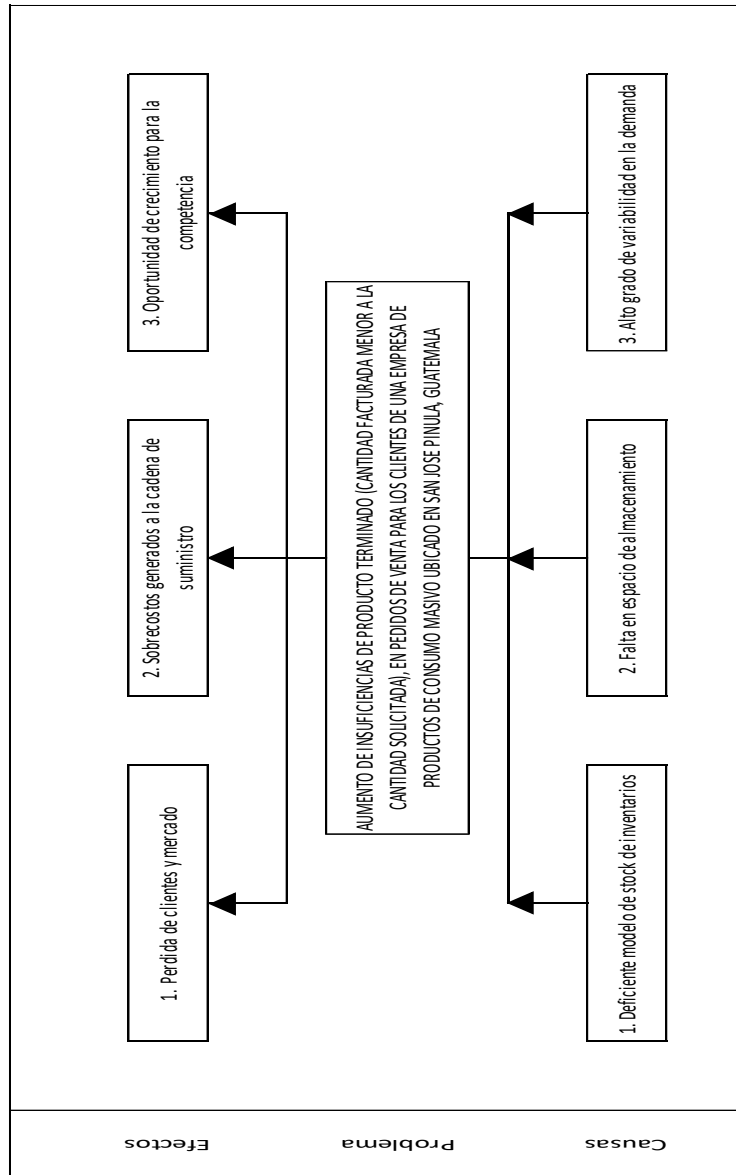 Efectos
1. Perdida de clientes y mercado
2. Sobrecostos generados a la cadena de
suministro
3. Oportunidad de crecimiento para la
competencia
Problema
AUMENTO DE INSUFICIENCIAS DE PRODUCTO TERMINADO (CANTIDAD FACTURADA MENOR A LA
CANTIDAD SOLICITADA), EN PEDIDOS DE VENTA PARA LOS CLIENTES DE UNA EMPRESA DE
PRODUCTOS DE CONSUMO MASIVO UBICADO EN SAN JOSE PINULA, GUATEMALA
Causas
1. Deficiente modelo de stock de inventarios
2. Falta en espacio de almacenamiento
3. Alto grado de variabilidad en la demanda